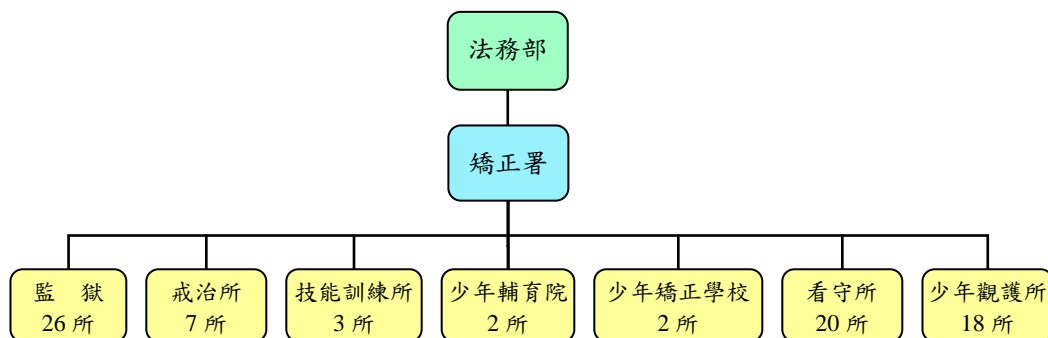 法務部
矯正署
監　獄
26 所
戒治所
7 所
技能訓練所
3 所
少年輔育院
2 所
少年矯正學校
2 所
看守所
20 所
少年觀護所
18 所